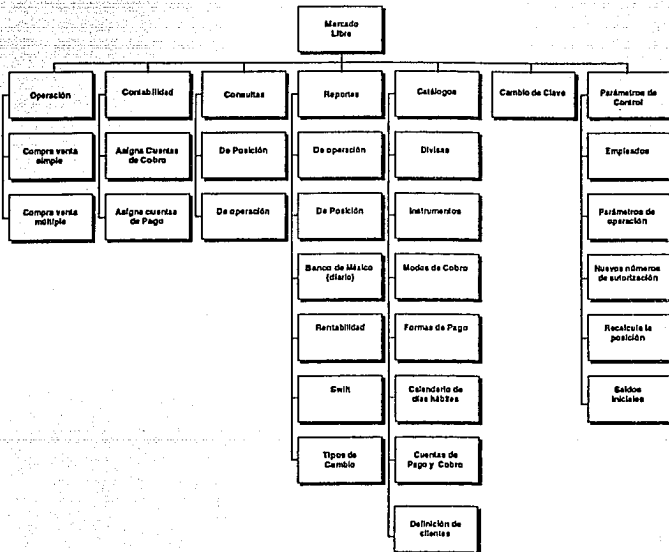 Mercado
Libre
Operación
Contabilidad
Consultas
Reportes
Catálogos
Cambio de Clave
Parámetros de
Control
Compra venta
simple
Asigna Cuentas
de Cobro
De Posición
De operación
Divisas
Empleados
Compra venta
múltiple
Asigna cuentas
de Pago
De operación
De Posición
Instrumentos
Parámetros de
operación
Banco de México
(diario)
Modos de Cobro
Nuevos números
de autorización
Rentabilidad
Formas de Pago
Recalcula la
posición
Swift
Calendario de
días hábiles
Saldos
Iniciales
Tipos de
Cambio
Cuentas de
Pago y Cobro
Definición de
clientes